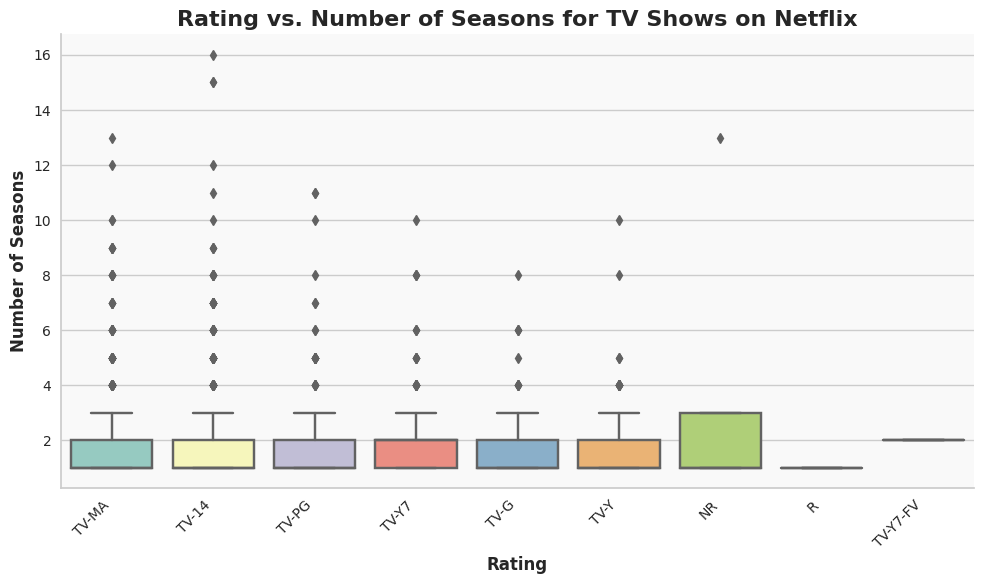 Rating vs. Number of Seasons for TV Shows on Netflix
Number of Seasons
16
14
12
10
8
6
4
2
TV-MA
TV-14
TV-PG
TV-Y7
TV-G
TV-Y
NR
R
TV-Y7-FV
Rating